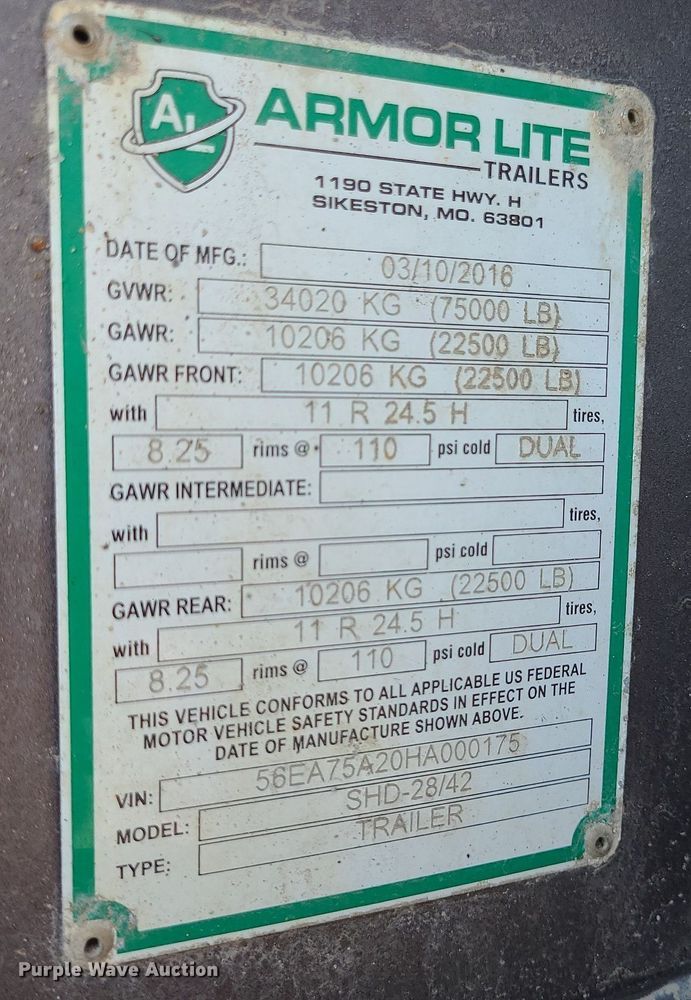 AL ARMOR LITE
TRAILERS
1190 STATE HWY. H
SIKESTON, MO. 63801
DATE OF MFG.: 03/10/2016
GVWR: 34020 KG (75000 LB)
GAWR: 10206 KG (22500 LB)
GAWR FRONT: 10206 KG (22500 LB)
with 11 R 24.5 H tires,
8.25 rims @ 110 psi cold DUAL
GAWR INTERMEDIATE:
with tires,
rims @ psi cold
GAWR REAR: 10206 KG (22500 LB)
with 11 R 24.5 H tires,
8.25 rims @ 110 psi cold DUAL
THIS VEHICLE CONFORMS TO ALL APPLICABLE US FEDERAL
MOTOR VEHICLE SAFETY STANDARDS IN EFFECT ON THE
DATE OF MANUFACTURE SHOWN ABOVE.
VIN: 56EA75A20HA000175
MODEL: SHD-28/42
TYPE: TRAILER
Purple Wave Auction